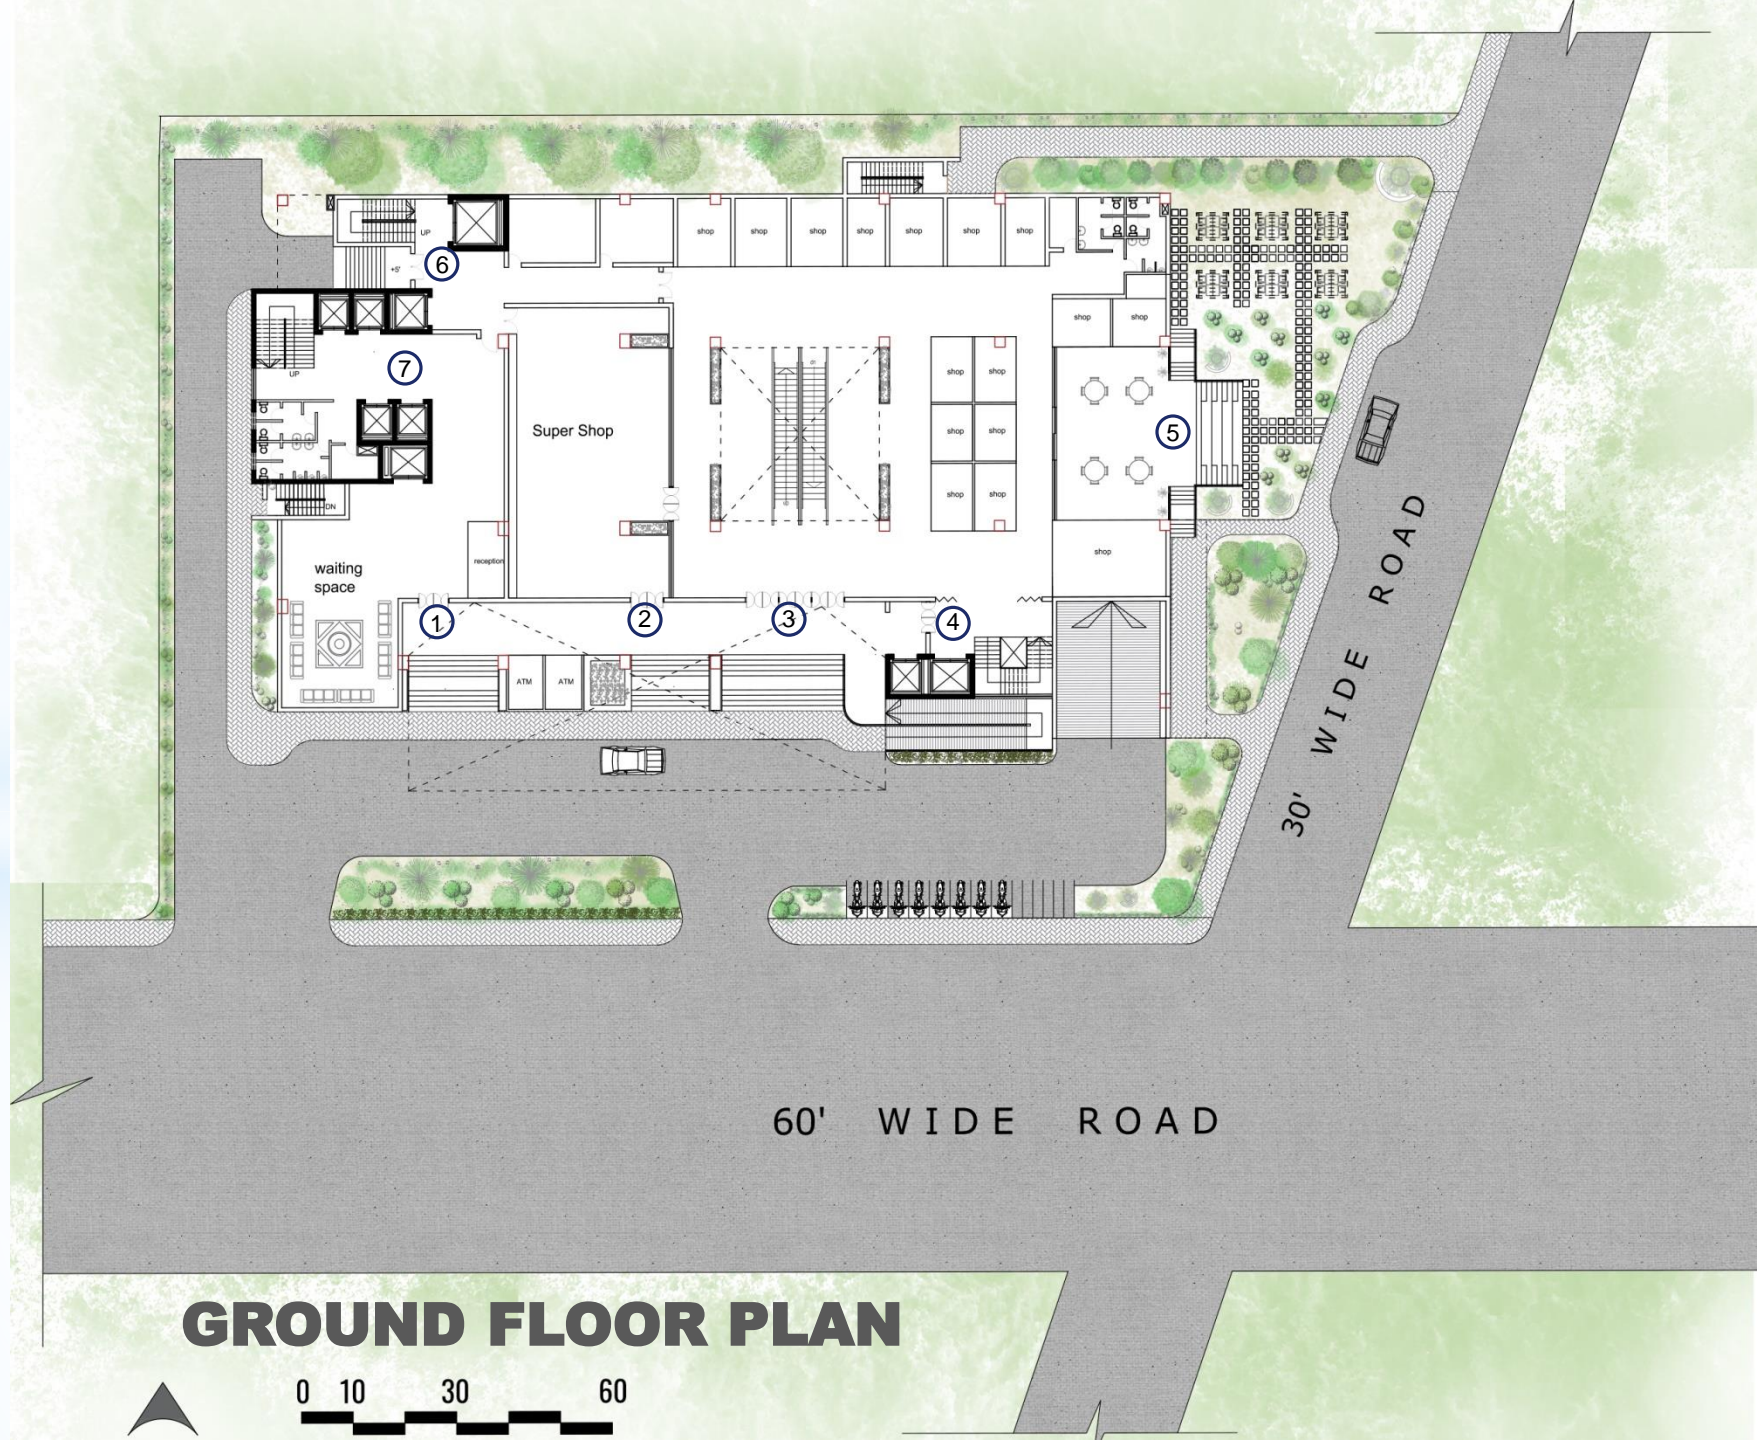 shop shop shop shop shop shop shop
UP
6
+5'
shop shop
7
UP
shop shop
Super Shop
5
shop shop
shop shop
DN
30' WIDE ROAD
shop
reception
waiting
space
1
2
3
4
ATM ATM
60' WIDE ROAD
GROUND FLOOR PLAN
0 10 30 60